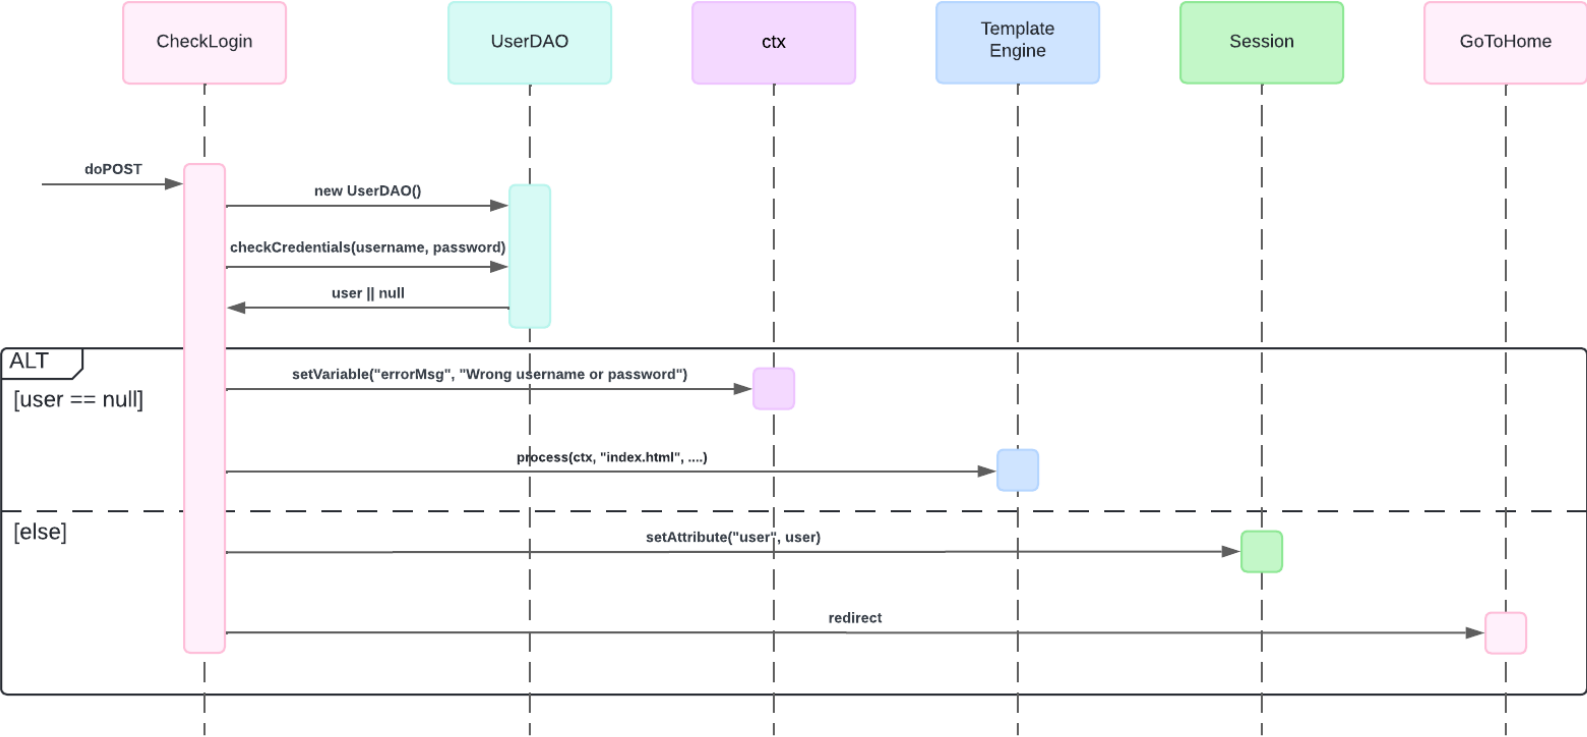 CheckLogin
UserDAO
ctx
Template
Engine
Session
GoToHome
doPOST
new UserDAO()
checkCredentials(username, password)
user || null
ALT
[user == null]
setVariable("errorMsg", "Wrong username or password")
process(ctx, "index.html", ....)
[else]
setAttribute("user", user)
redirect